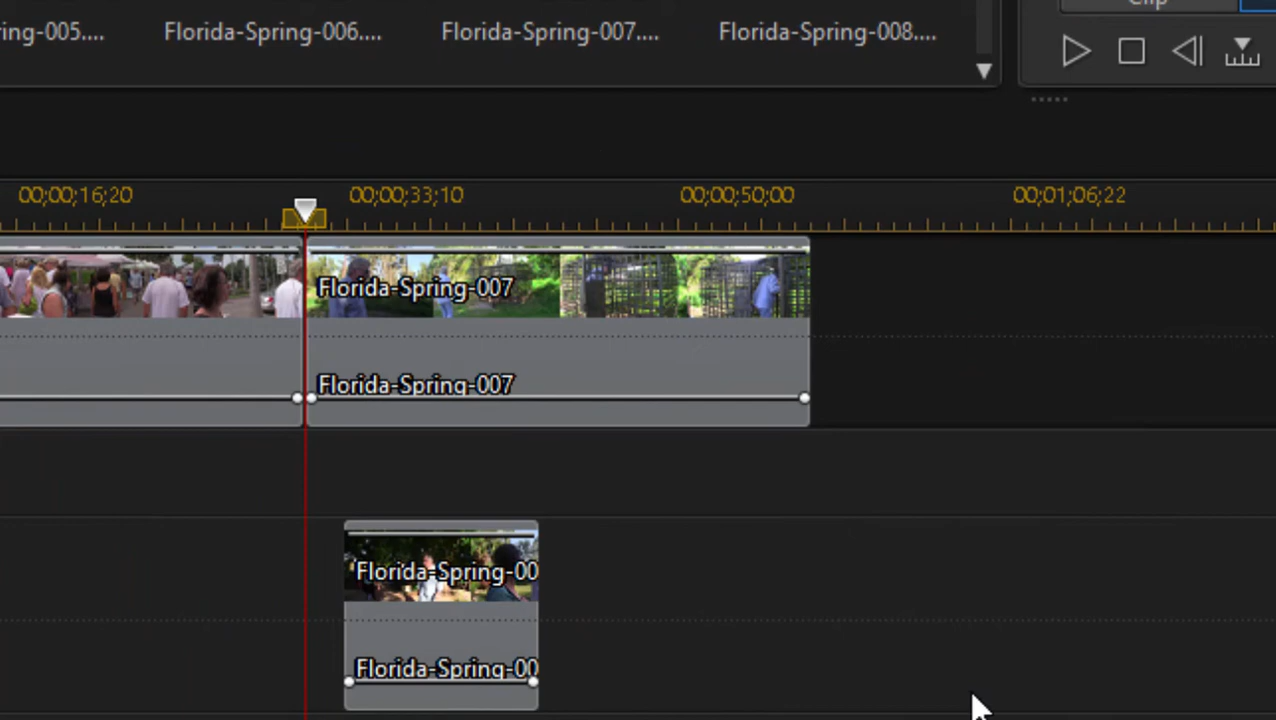 ing-005....
Florida-Spring-006....
Florida-Spring-007....
Florida-Spring-008....
Clip
00;00;16;20
00;00;33;10
00;00;50;00
00;01;06;22
Florida-Spring-007
Florida-Spring-007
Florida-Spring-00
Florida-Spring-00